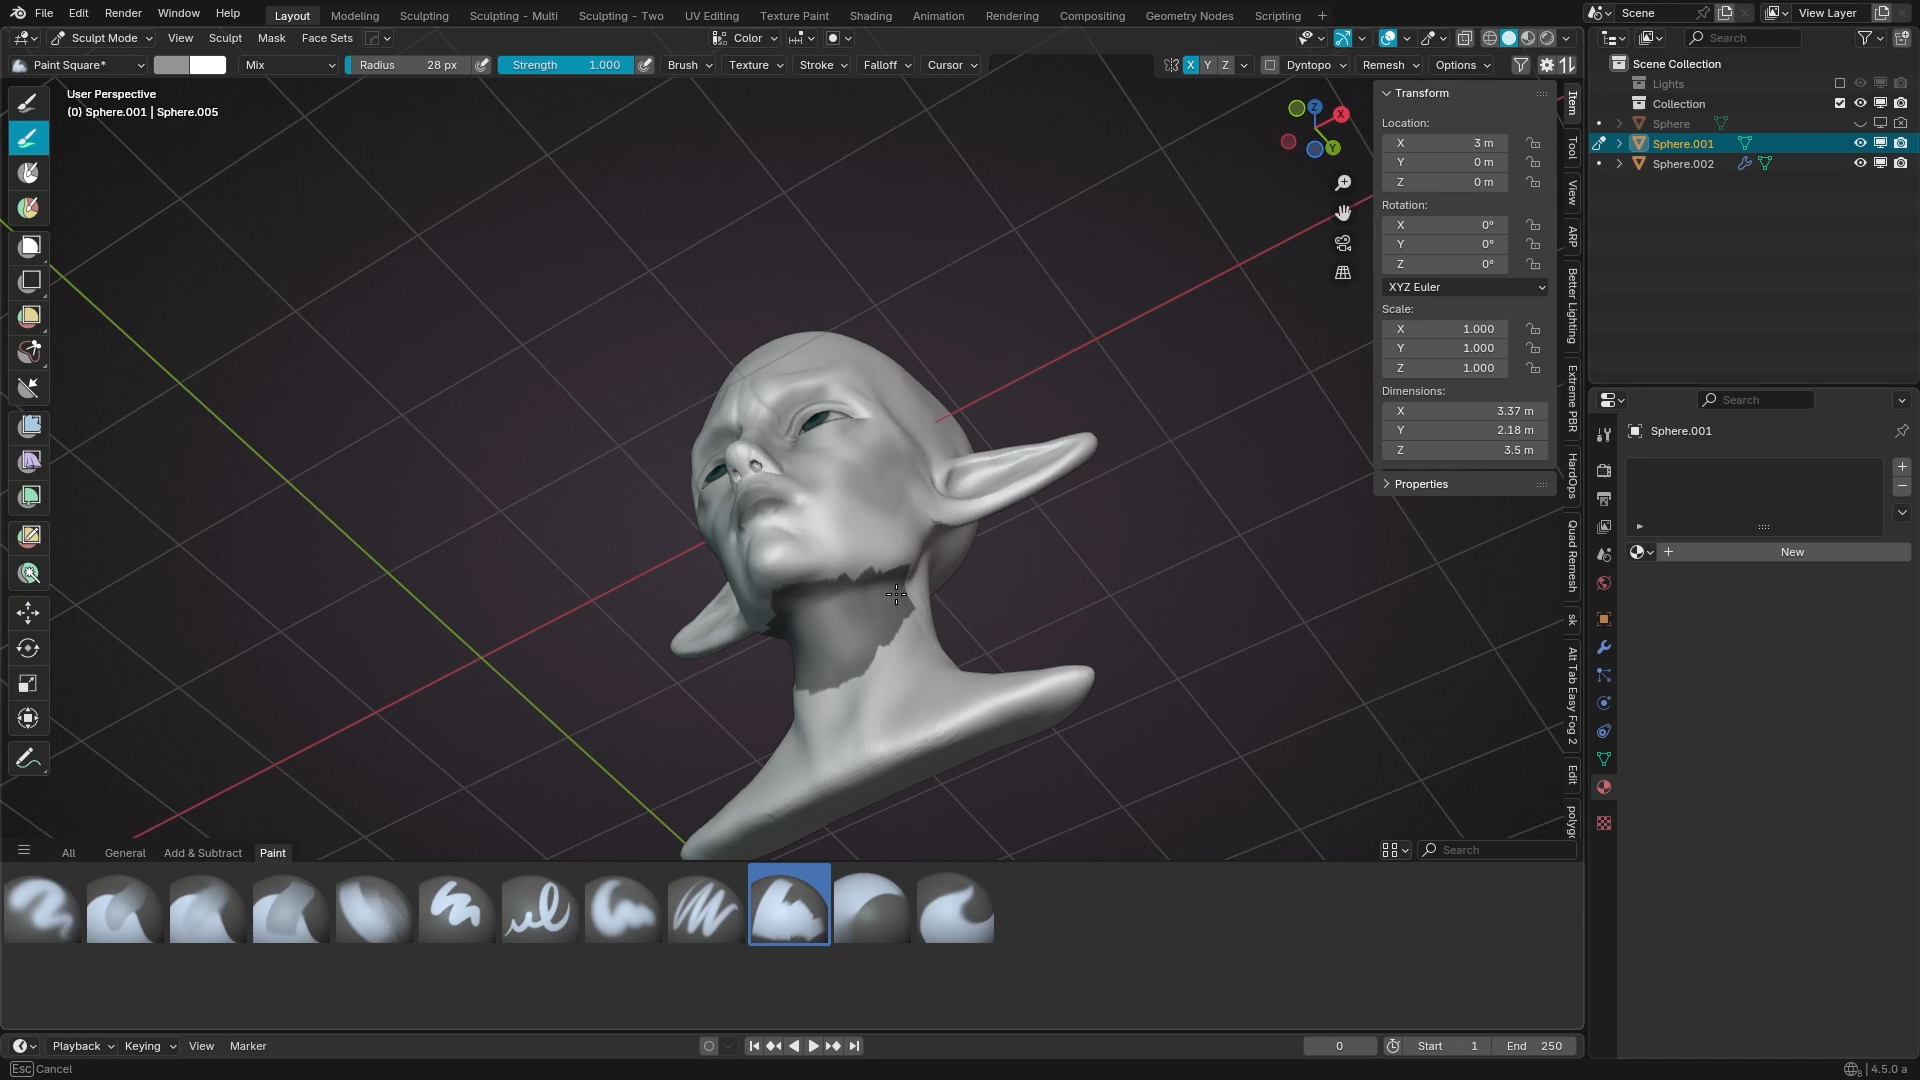 File Edit Render Window Help Layout Modeling Sculpting Sculpting - Multi Sculpting - Two UV Editing Texture Paint Shading Animation Rendering Compositing Geometry Nodes Scripting + Scene View Layer
Sculpt Mode View Sculpt Mask Face Sets Color Search
Paint Square* Mix Radius 28 px Strength 1.000 Brush Texture Stroke Falloff Cursor X Y Z Dyntopo Remesh Options
Scene Collection
Lights
Collection
Sphere
Sphere.001
Sphere.002
User Perspective
(0) Sphere.001 | Sphere.005
Z
X
Y
Transform
Location:
X 3 m
Y 0 m
Z 0 m
Rotation:
X 0°
Y 0°
Z 0°
XYZ Euler
Scale:
X 1.000
Y 1.000
Z 1.000
Dimensions:
X 3.37 m
Y 2.18 m
Z 3.5 m
Properties
Item
Tool
View
ARP
Better Lighting
Extreme PBR
HardOps
Quad Remesh
sk
Alt Tab Easy Fog 2
Edit
Search
Sphere.001
+
−
+ New
All General Add & Subtract Paint Search
Playback Keying View Marker 0 Start 1 End 250
Esc Cancel 4.5.0 a